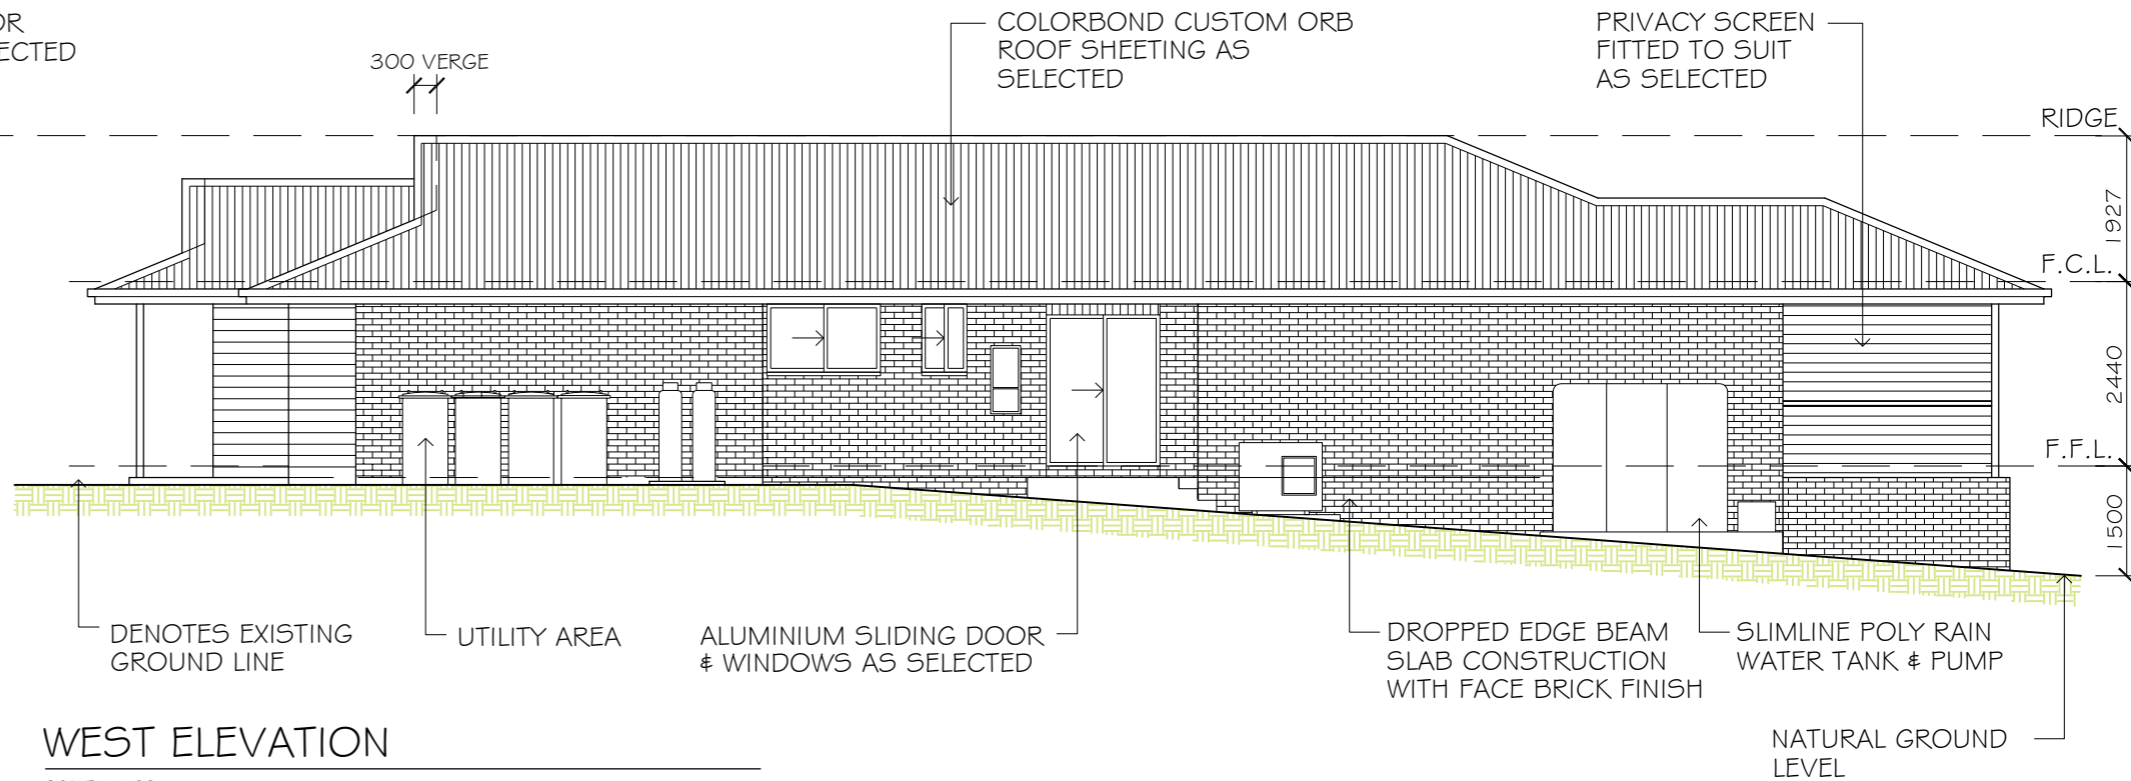 ECTED
300 VERGE
COLORBOND CUSTOM ORB
ROOF SHEETING AS
SELECTED
PRIVACY SCREEN
FITTED TO SUIT
AS SELECTED
RIDGE
1927
F.C.L.
2440
F.F.L.
1500
DENOTES EXISTING
GROUND LINE
UTILITY AREA
ALUMINIUM SLIDING DOOR
& WINDOWS AS SELECTED
DROPPED EDGE BEAM
SLAB CONSTRUCTION
WITH FACE BRICK FINISH
SLIMLINE POLY RAIN
WATER TANK & PUMP
NATURAL GROUND
LEVEL
WEST ELEVATION